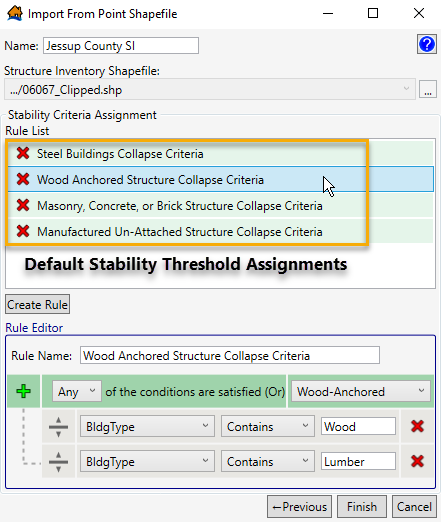 Import From Point Shapefile
Name: Jessup County SI ?
Structure Inventory Shapefile:
.../06067_Clipped.shp ...
Stability Criteria Assignment
Rule List
Steel Buildings Collapse Criteria
Wood Anchored Structure Collapse Criteria
Masonry, Concrete, or Brick Structure Collapse Criteria
Manufactured Un-Attached Structure Collapse Criteria
Default Stability Threshold Assignments
Create Rule
Rule Editor
Rule Name: Wood Anchored Structure Collapse Criteria
Any of the conditions are satisfied (Or) Wood-Anchored
BldgType Contains Wood
BldgType Contains Lumber
←Previous Finish Cancel